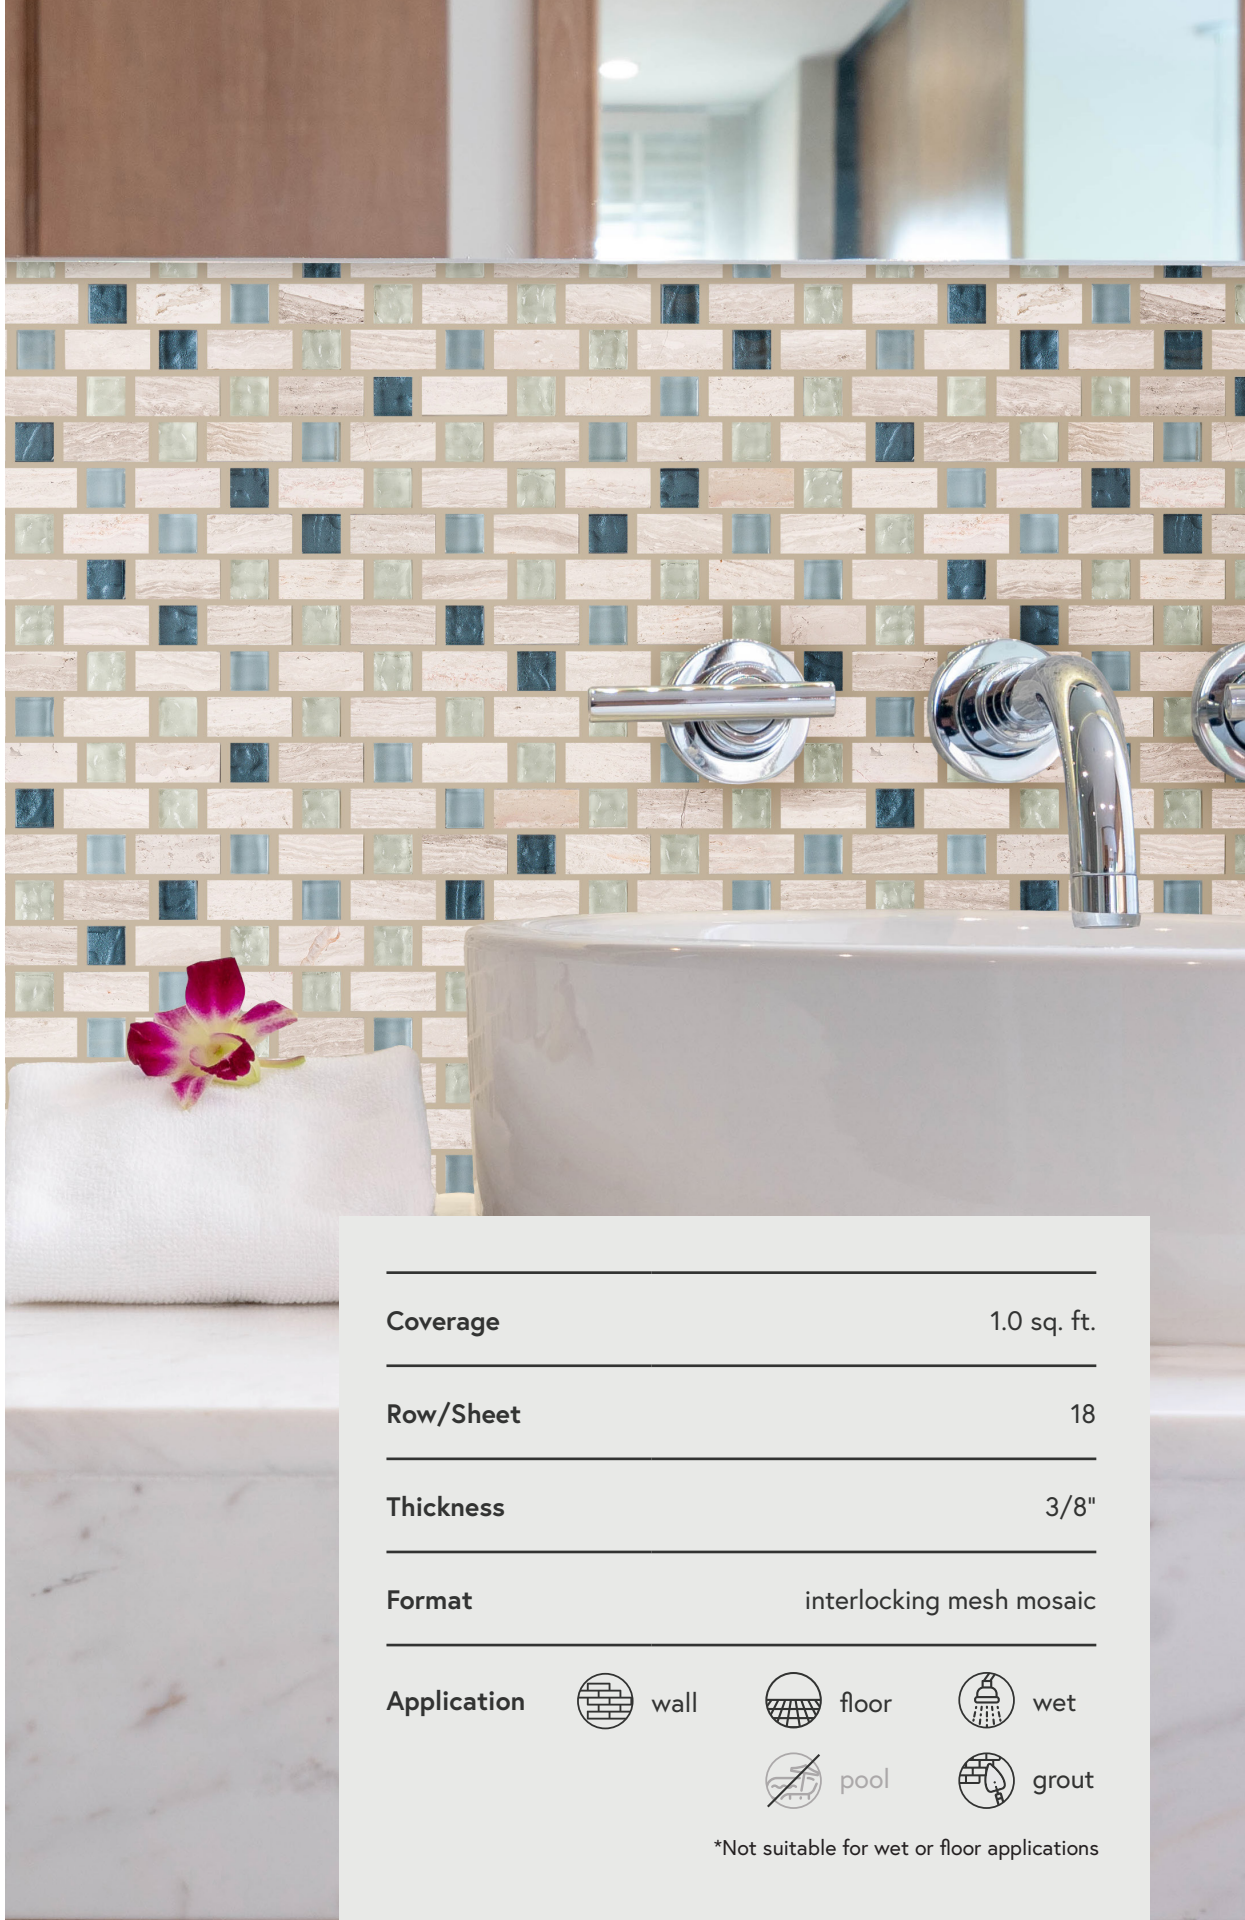 Coverage 1.0 sq. ft.
Row/Sheet 18
Thickness 3/8"
Format interlocking mesh mosaic
Application wall floor wet
pool grout
*Not suitable for wet or floor applications